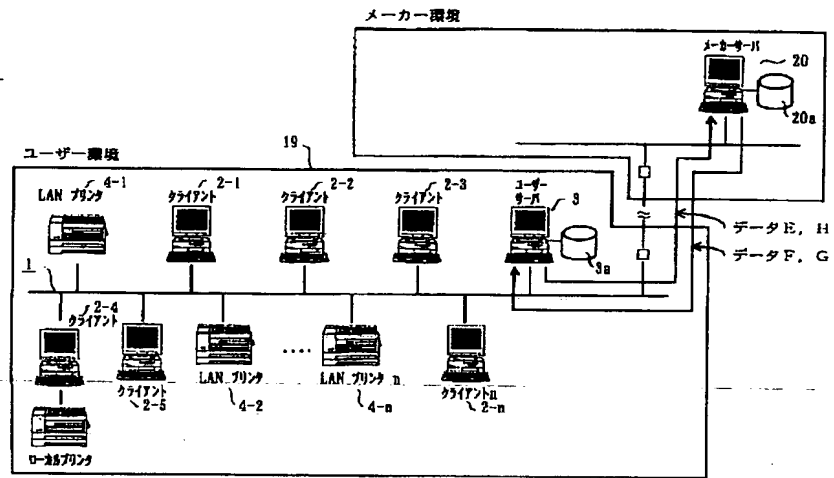 メーカー環境
メーカーサーバ
20
20a
ユーザー環境
19
4-1
LAN プリンタ
2-1
クライアント
2-2
クライアント
2-3
クライアント
ユーザー
サーバ
3
3a
データE, H
データF, G
1
2-4
クライアント
クライアント
2-5
LAN プリンタ
4-2
....
LAN プリンタ n
4-n
クライアントn
2-n
ローカルプリンタ